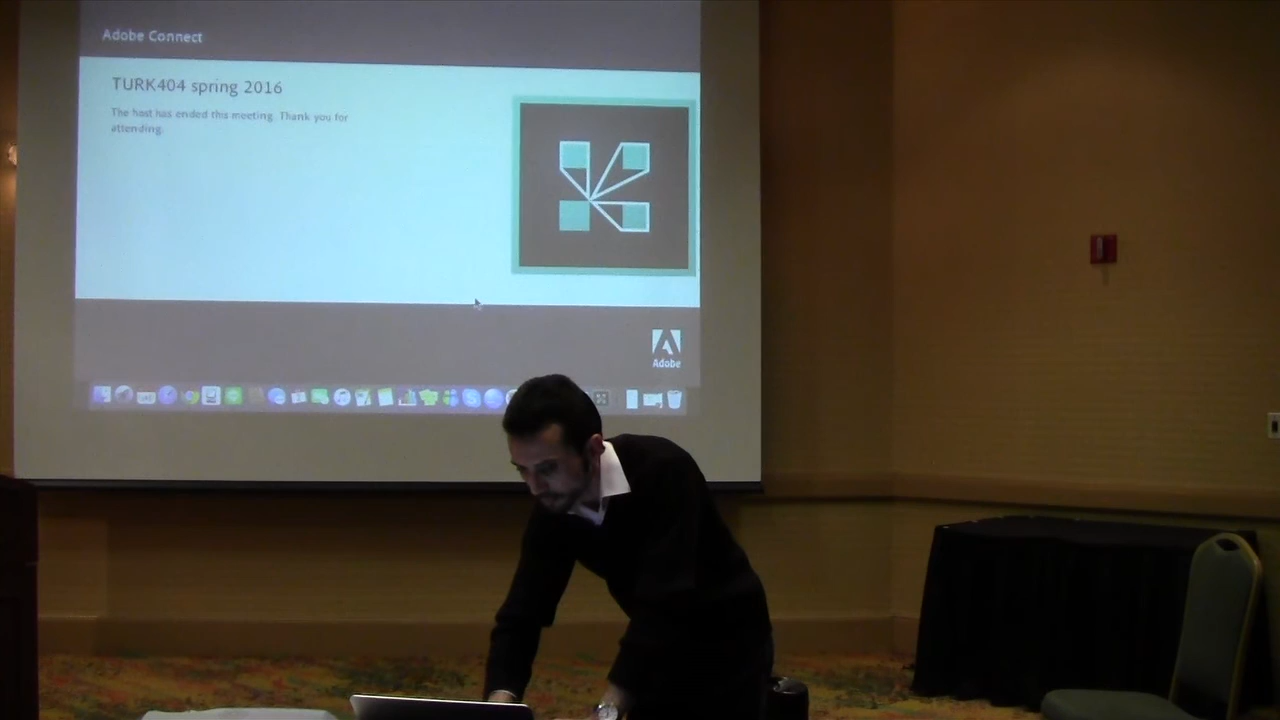 Adobe Connect
TURK404 spring 2016
The host has ended this meeting. Thank you for
attending.
Adobe